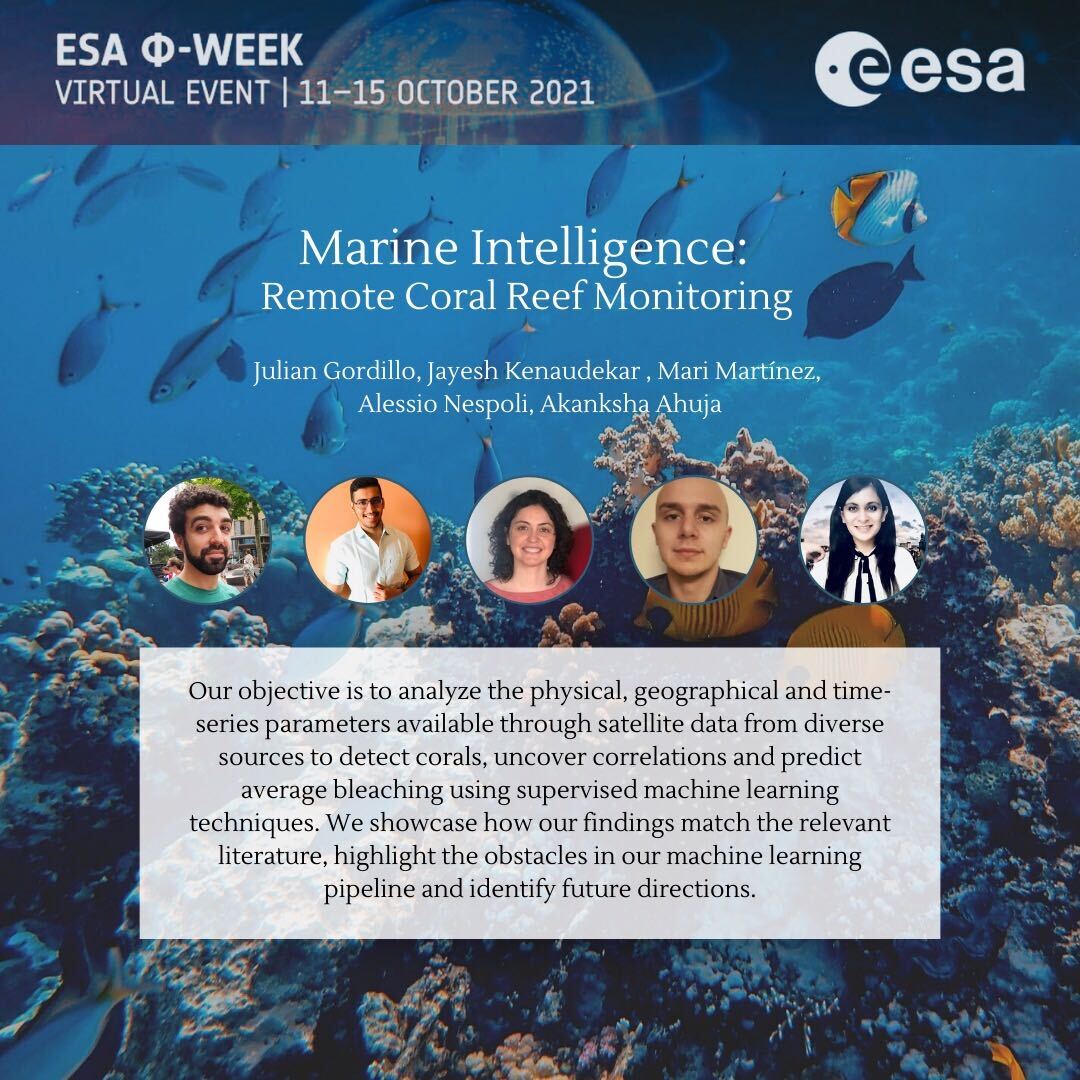 ESA Φ-WEEK
VIRTUAL EVENT | 11–15 OCTOBER 2021
esa
Marine Intelligence:
Remote Coral Reef Monitoring
Julian Gordillo, Jayesh Kenaudekar , Mari Martínez,
Alessio Nespoli, Akanksha Ahuja
Our objective is to analyze the physical, geographical and time-
series parameters available through satellite data from diverse
sources to detect corals, uncover correlations and predict
average bleaching using supervised machine learning
techniques. We showcase how our findings match the relevant
literature, highlight the obstacles in our machine learning
pipeline and identify future directions.